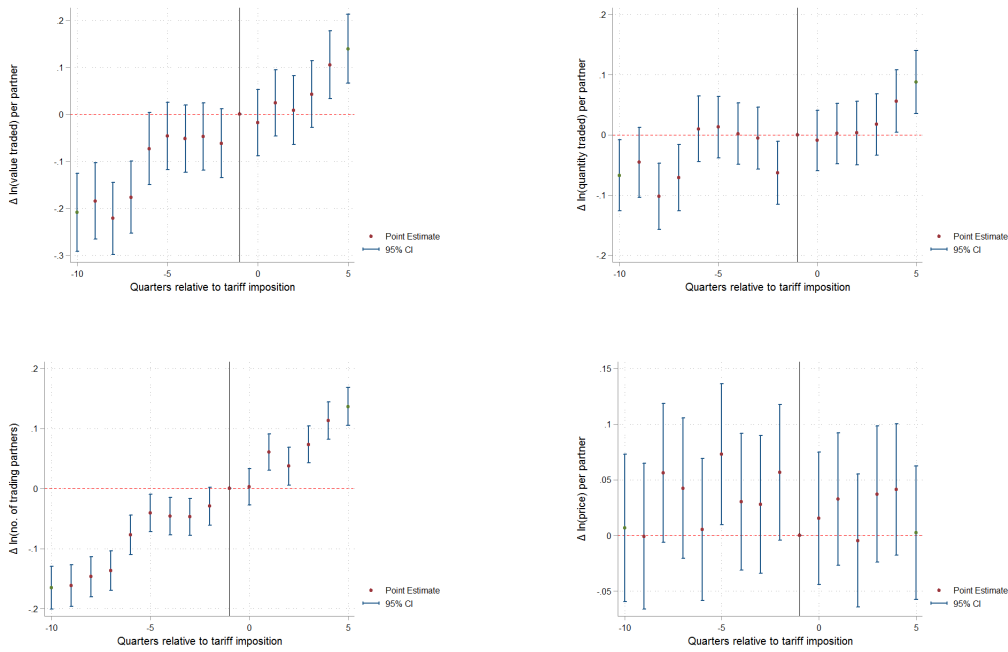 .2
.1
0
-.1
-.2
-.3
Δ ln(value traded) per partner
-10
-5
0
5
Quarters relative to tariff imposition
Point Estimate
95% CI
.2
.1
0
-.1
-.2
Δ ln(quantity traded) per partner
-10
-5
0
5
Quarters relative to tariff imposition
Point Estimate
95% CI
.2
.1
0
-.1
-.2
Δ ln(no. of trading partners)
-10
-5
0
5
Quarters relative to tariff imposition
Point Estimate
95% CI
.15
.1
.05
0
-.05
Δ ln(price) per partner
-10
-5
0
5
Quarters relative to tariff imposition
Point Estimate
95% CI